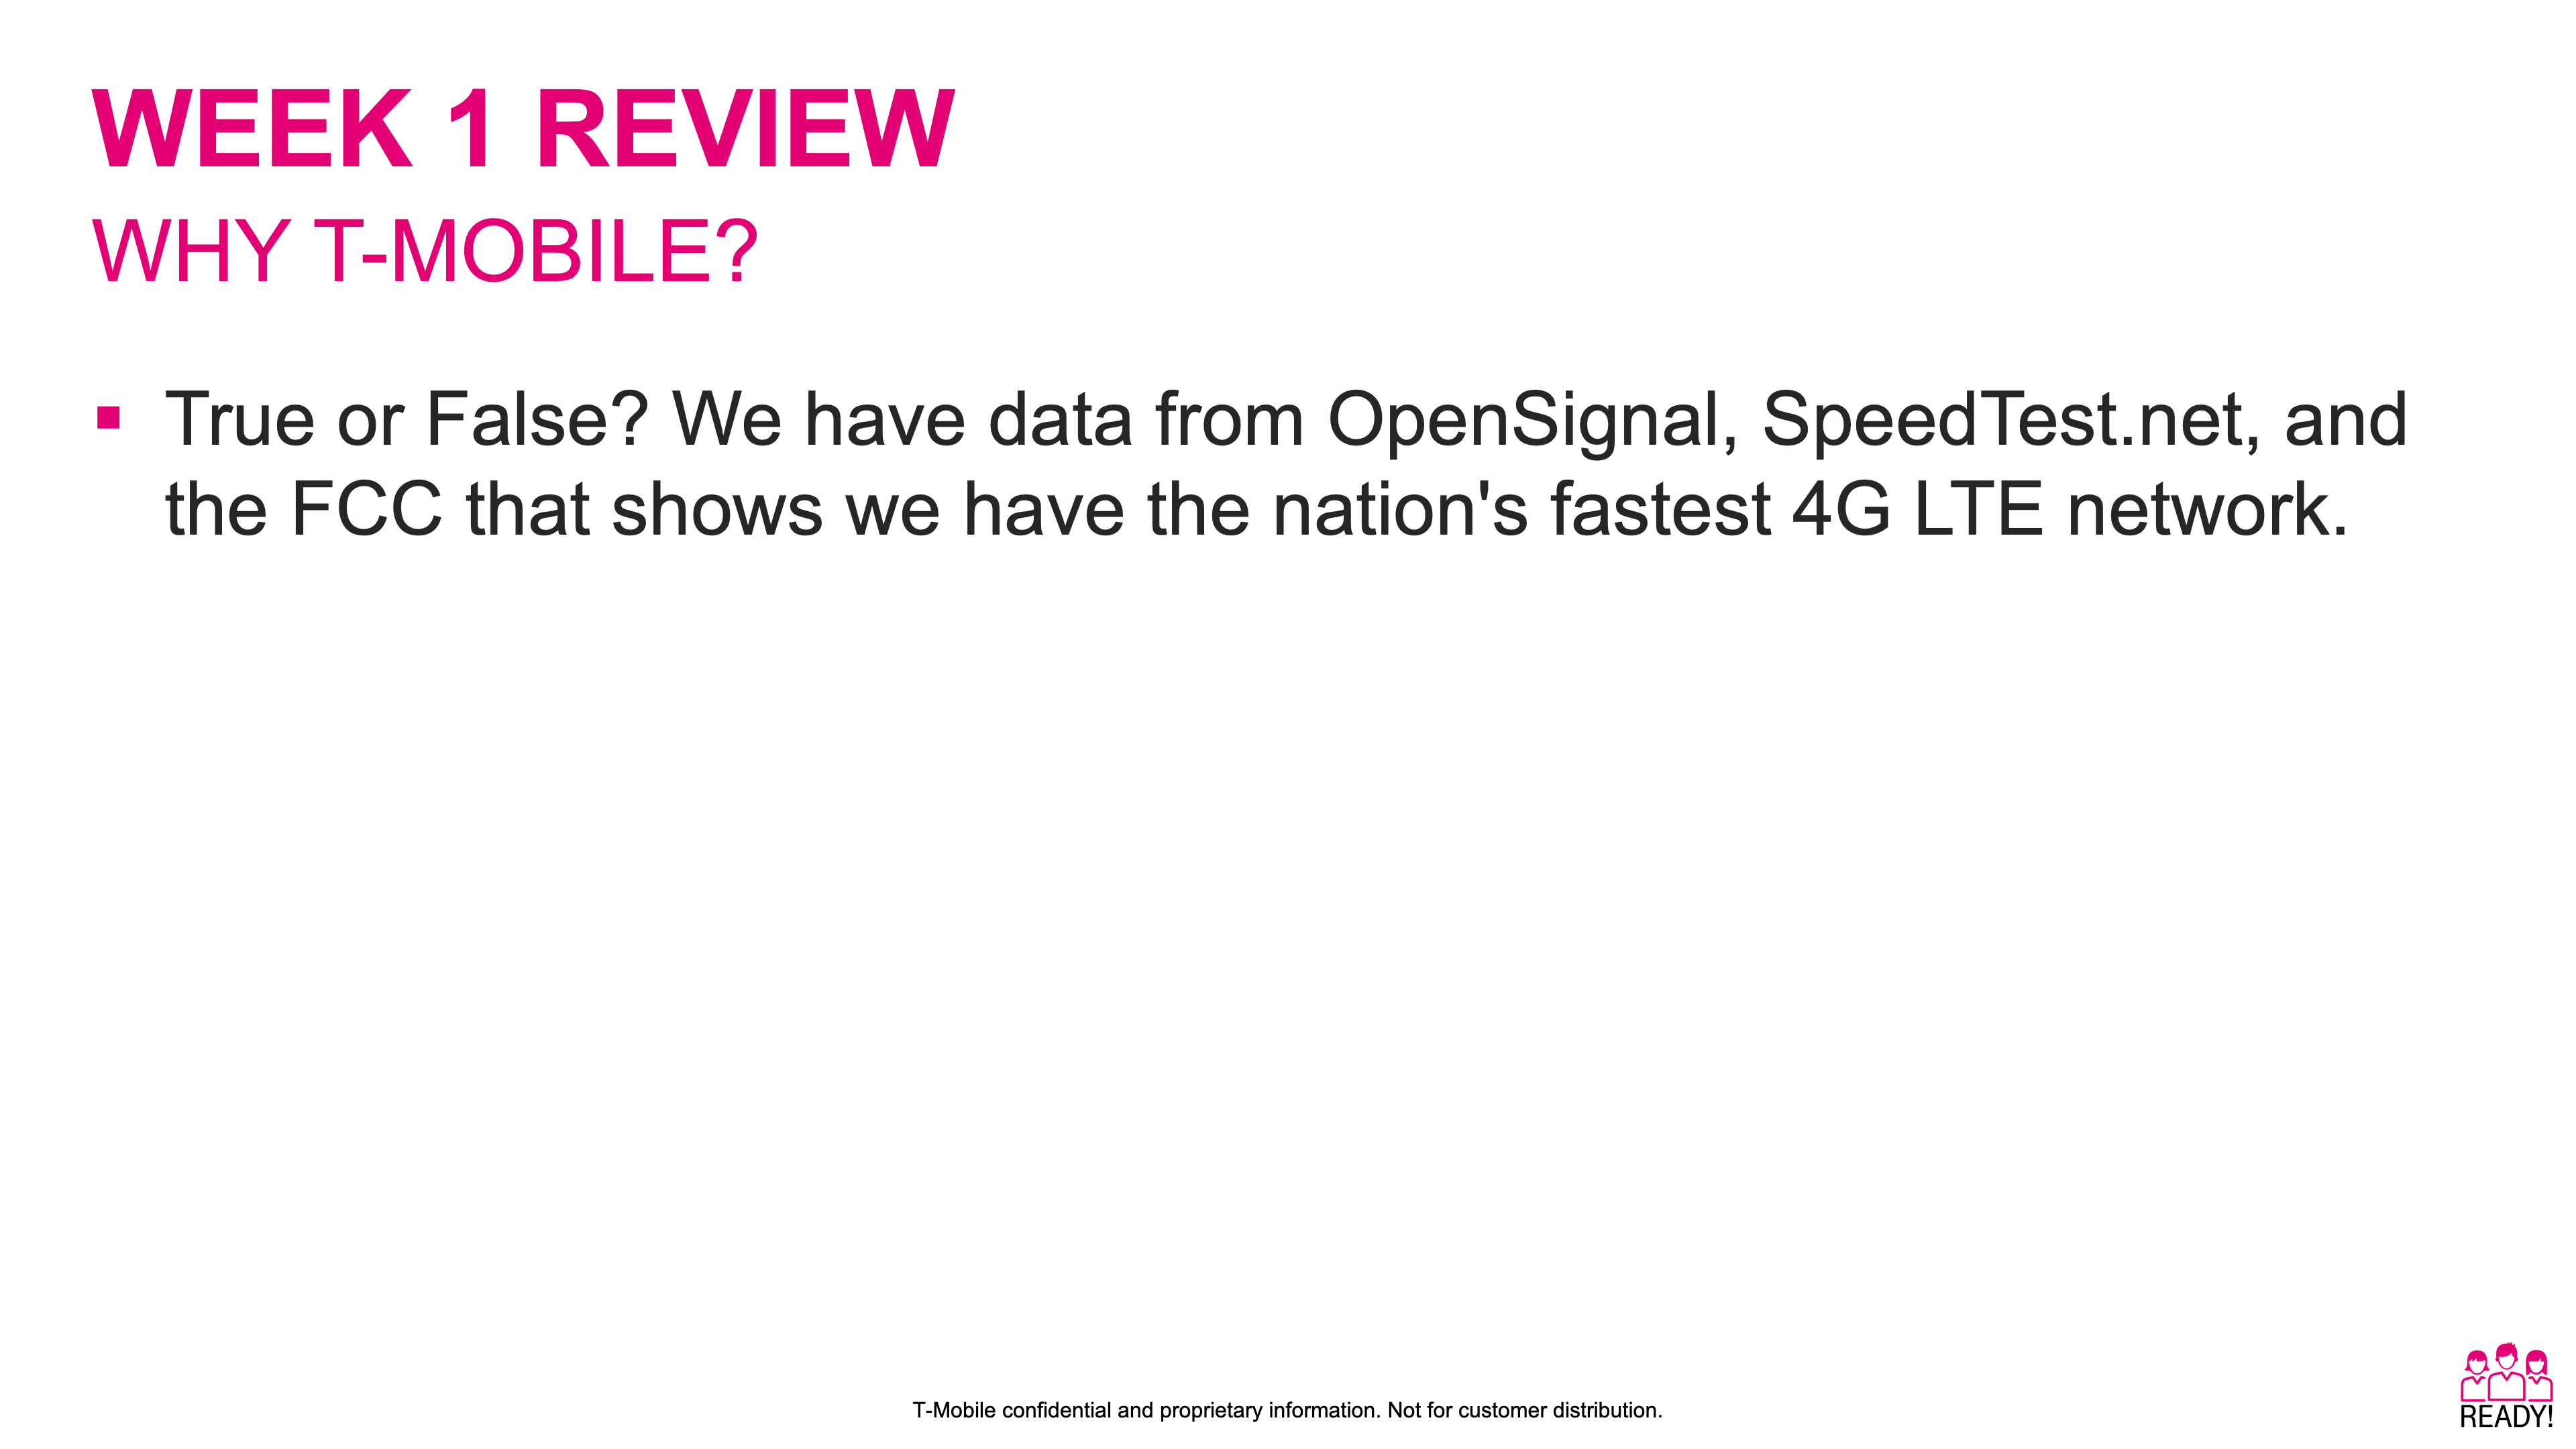 WEEK 1 REVIEW
WHY T-MOBILE?
▪ True or False? We have data from OpenSignal, SpeedTest.net, and
the FCC that shows we have the nation's fastest 4G LTE network.
T-Mobile confidential and proprietary information. Not for customer distribution.
READY!